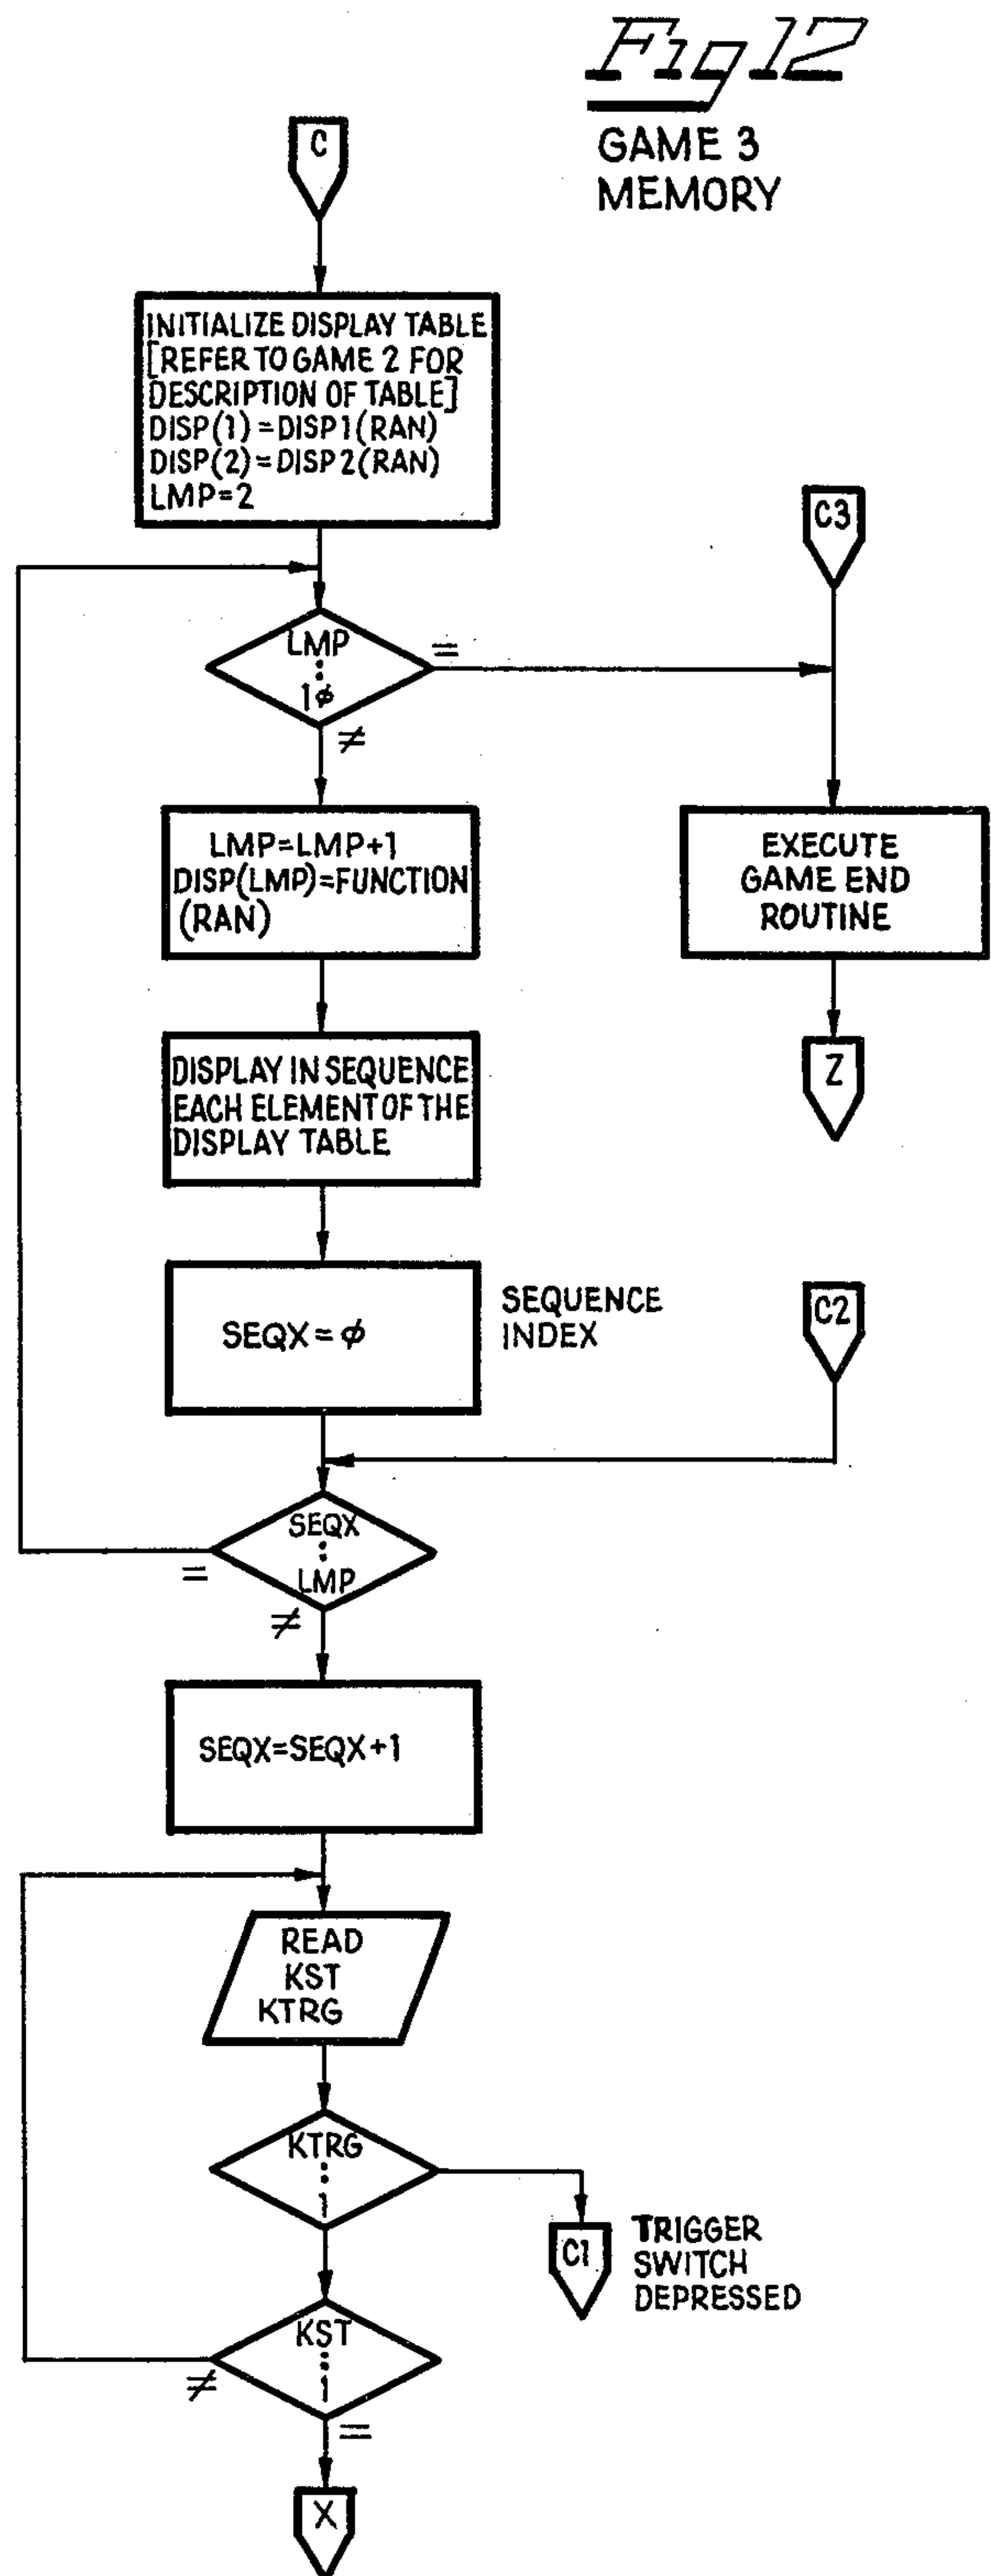 Fig 12
GAME 3
MEMORY
C
INITIALIZE DISPLAY TABLE
[REFER TO GAME 2 FOR
DESCRIPTION OF TABLE]
DISP(1)=DISP1(RAN)
DISP(2)=DISP2(RAN)
LMP=2
C3
LMP
:
1ϕ
=
≠
LMP=LMP+1
DISP(LMP)=FUNCTION
(RAN)
EXECUTE
GAME END
ROUTINE
DISPLAY IN SEQUENCE
EACH ELEMENT OF THE
DISPLAY TABLE
Z
SEQX=ϕ
SEQUENCE
INDEX
C2
SEQX
:
LMP
=
≠
SEQX=SEQX+1
READ
KST
KTRG
KTRG
:
1
C1
TRIGGER
SWITCH
DEPRESSED
KST
:
1
≠
=
X